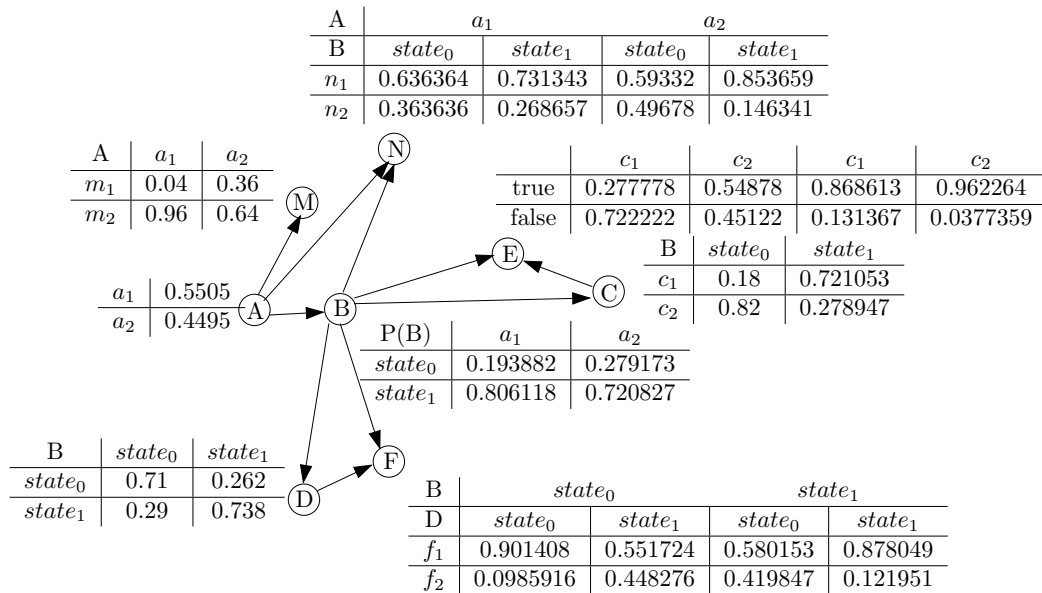 A a₁ a₂
B state₀ state₁ state₀ state₁
n₁ 0.636364 0.731343 0.59332 0.853659
n₂ 0.363636 0.268657 0.49678 0.146341
N
A a₁ a₂
m₁ 0.04 0.36
m₂ 0.96 0.64
M
c₁ c₂ c₁ c₂
true 0.277778 0.54878 0.868613 0.962264
false 0.722222 0.45122 0.131367 0.0377359
E
C
B state₀ state₁
c₁ 0.18 0.721053
c₂ 0.82 0.278947
a₁ 0.5505
a₂ 0.4495
A
B
P(B) a₁ a₂
state₀ 0.193882 0.279173
state₁ 0.806118 0.720827
B state₀ state₁
state₀ 0.71 0.262
state₁ 0.29 0.738
D
F
B state₀ state₁
D state₀ state₁ state₀ state₁
f₁ 0.901408 0.551724 0.580153 0.878049
f₂ 0.0985916 0.448276 0.419847 0.121951